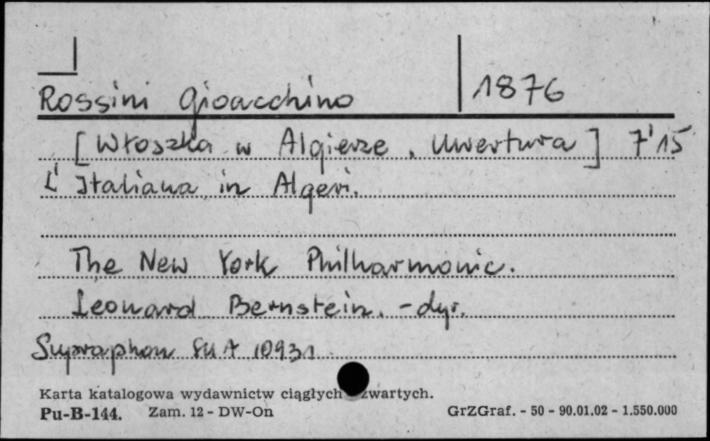 Rossini Gioacchino 1876
[Włoszka w Algierze, Uwertura] 7'15
L'Italiana in Algeri.
The New York Philharmonic.
Leonard Bernstein. - dyr.
Supraphon SUA 10931
Karta katalogowa wydawnictw ciągłych zwartych.
Pu-B-144. Zam. 12 - DW-On GrZGraf. - 50 - 90.01.02 - 1.550.000